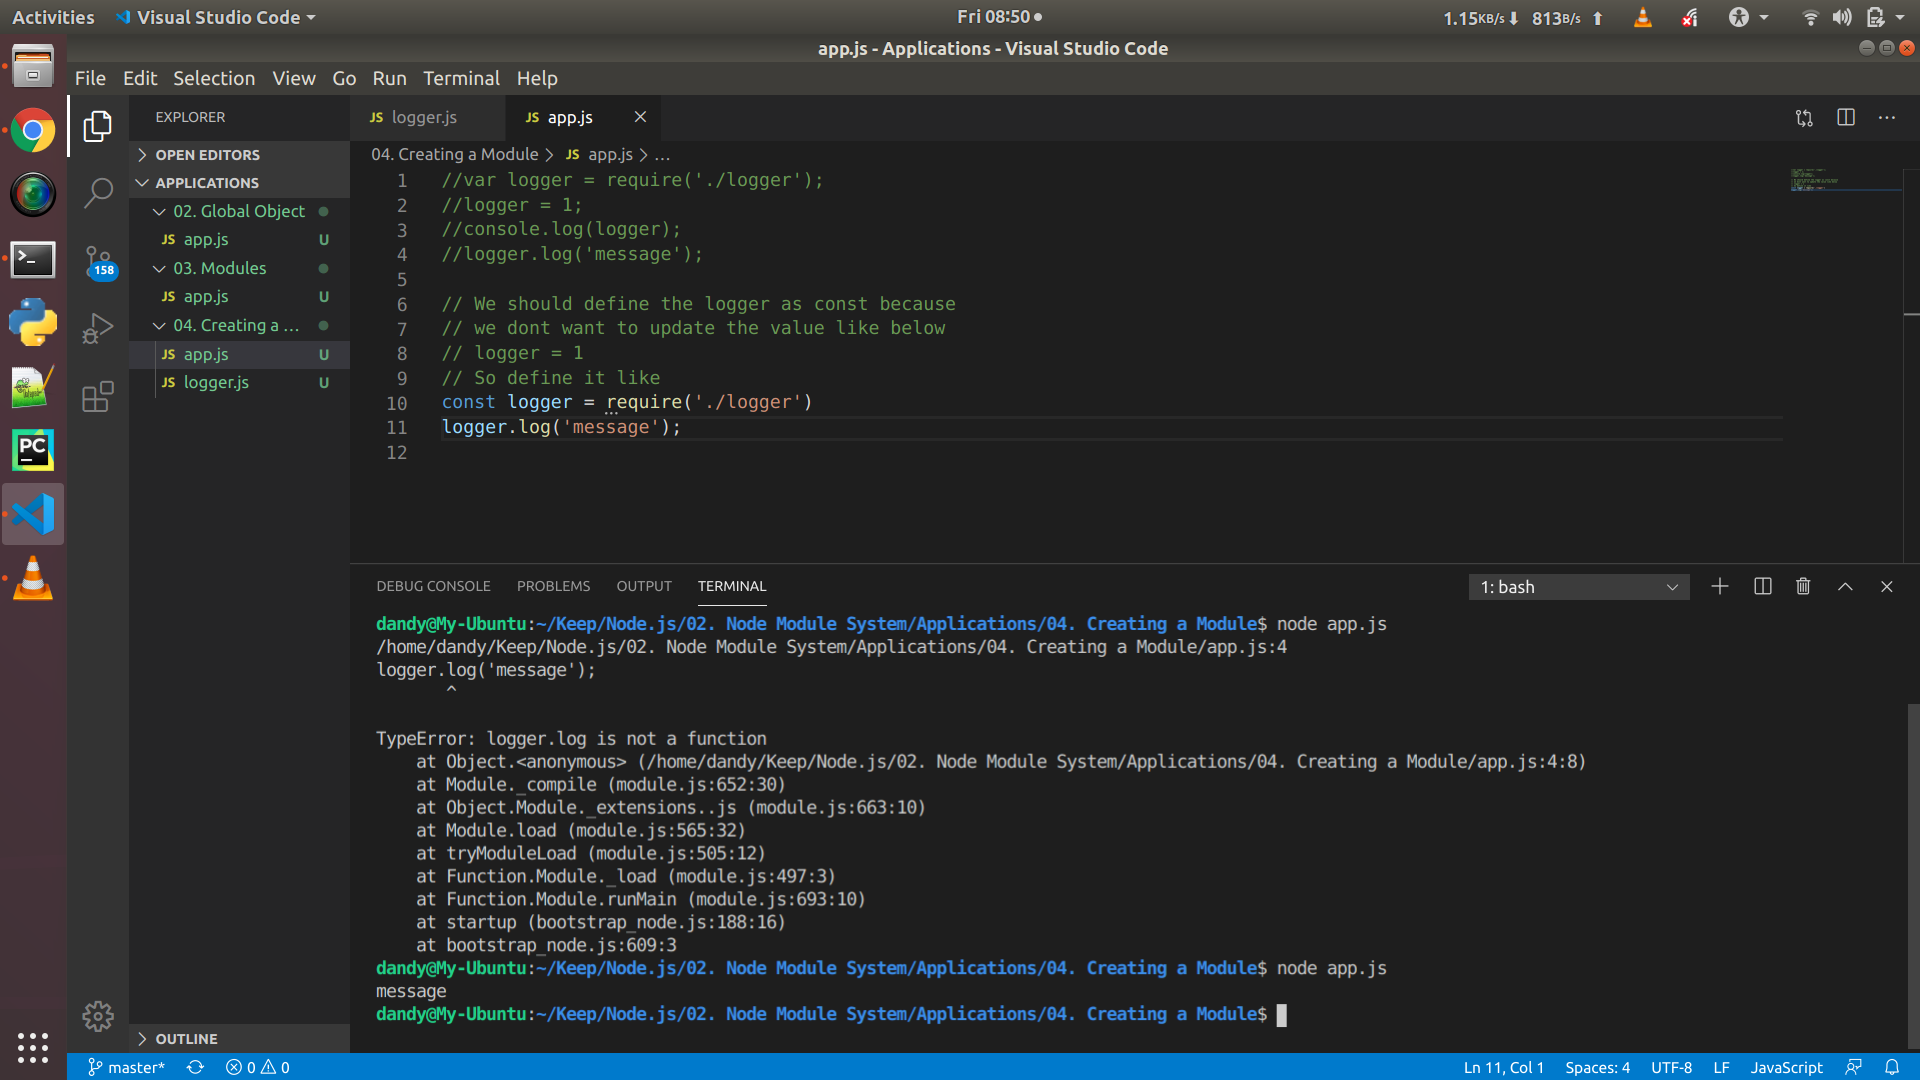 Activities Visual Studio Code Fri 08:50 1.15KB/s 813B/s
app.js - Applications - Visual Studio Code
File Edit Selection View Go Run Terminal Help
EXPLORER
OPEN EDITORS
APPLICATIONS
02. Global Object
JS app.js U
03. Modules
JS app.js U
04. Creating a ...
JS app.js U
JS logger.js U
158
OUTLINE
PC
JS logger.js JS app.js
04. Creating a Module > JS app.js > ...
1 //var logger = require('./logger');
2 //logger = 1;
3 //console.log(logger);
4 //logger.log('message');
5
6 // We should define the logger as const because
7 // we dont want to update the value like below
8 // logger = 1
9 // So define it like
10 const logger = require('./logger')
11 logger.log('message');
12
DEBUG CONSOLE PROBLEMS OUTPUT TERMINAL 1: bash
dandy@My-Ubuntu:~/Keep/Node.js/02. Node Module System/Applications/04. Creating a Module$ node app.js
/home/dandy/Keep/Node.js/02. Node Module System/Applications/04. Creating a Module/app.js:4
logger.log('message');
^
TypeError: logger.log is not a function
at Object.<anonymous> (/home/dandy/Keep/Node.js/02. Node Module System/Applications/04. Creating a Module/app.js:4:8)
at Module._compile (module.js:652:30)
at Object.Module._extensions..js (module.js:663:10)
at Module.load (module.js:565:32)
at tryModuleLoad (module.js:505:12)
at Function.Module._load (module.js:497:3)
at Function.Module.runMain (module.js:693:10)
at startup (bootstrap_node.js:188:16)
at bootstrap_node.js:609:3
dandy@My-Ubuntu:~/Keep/Node.js/02. Node Module System/Applications/04. Creating a Module$ node app.js
message
dandy@My-Ubuntu:~/Keep/Node.js/02. Node Module System/Applications/04. Creating a Module$
master* 0 0 Ln 11, Col 1 Spaces: 4 UTF-8 LF JavaScript